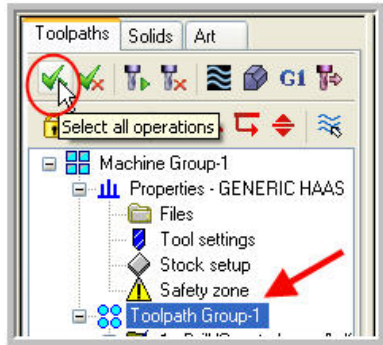 Toolpaths Solids Art
G1
Select all operations
Machine Group-1
Properties - GENERIC HAAS
Files
Tool settings
Stock setup
Safety zone
Toolpath Group-1